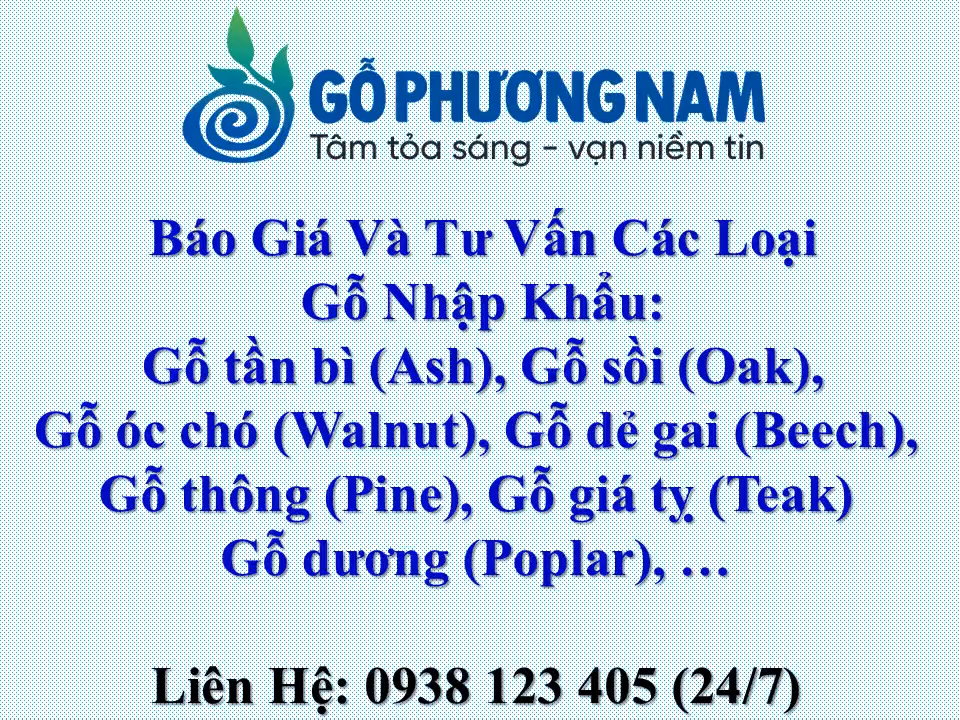 GỖ PHƯƠNG NAM
Tâm tỏa sáng - vạn niềm tin
Báo Giá Và Tư Vấn Các Loại
Gỗ Nhập Khẩu:
Gỗ tần bì (Ash), Gỗ sồi (Oak),
Gỗ óc chó (Walnut), Gỗ dẻ gai (Beech),
Gỗ thông (Pine), Gỗ giá tỵ (Teak)
Gỗ dương (Poplar), …
Liên Hệ: 0938 123 405 (24/7)